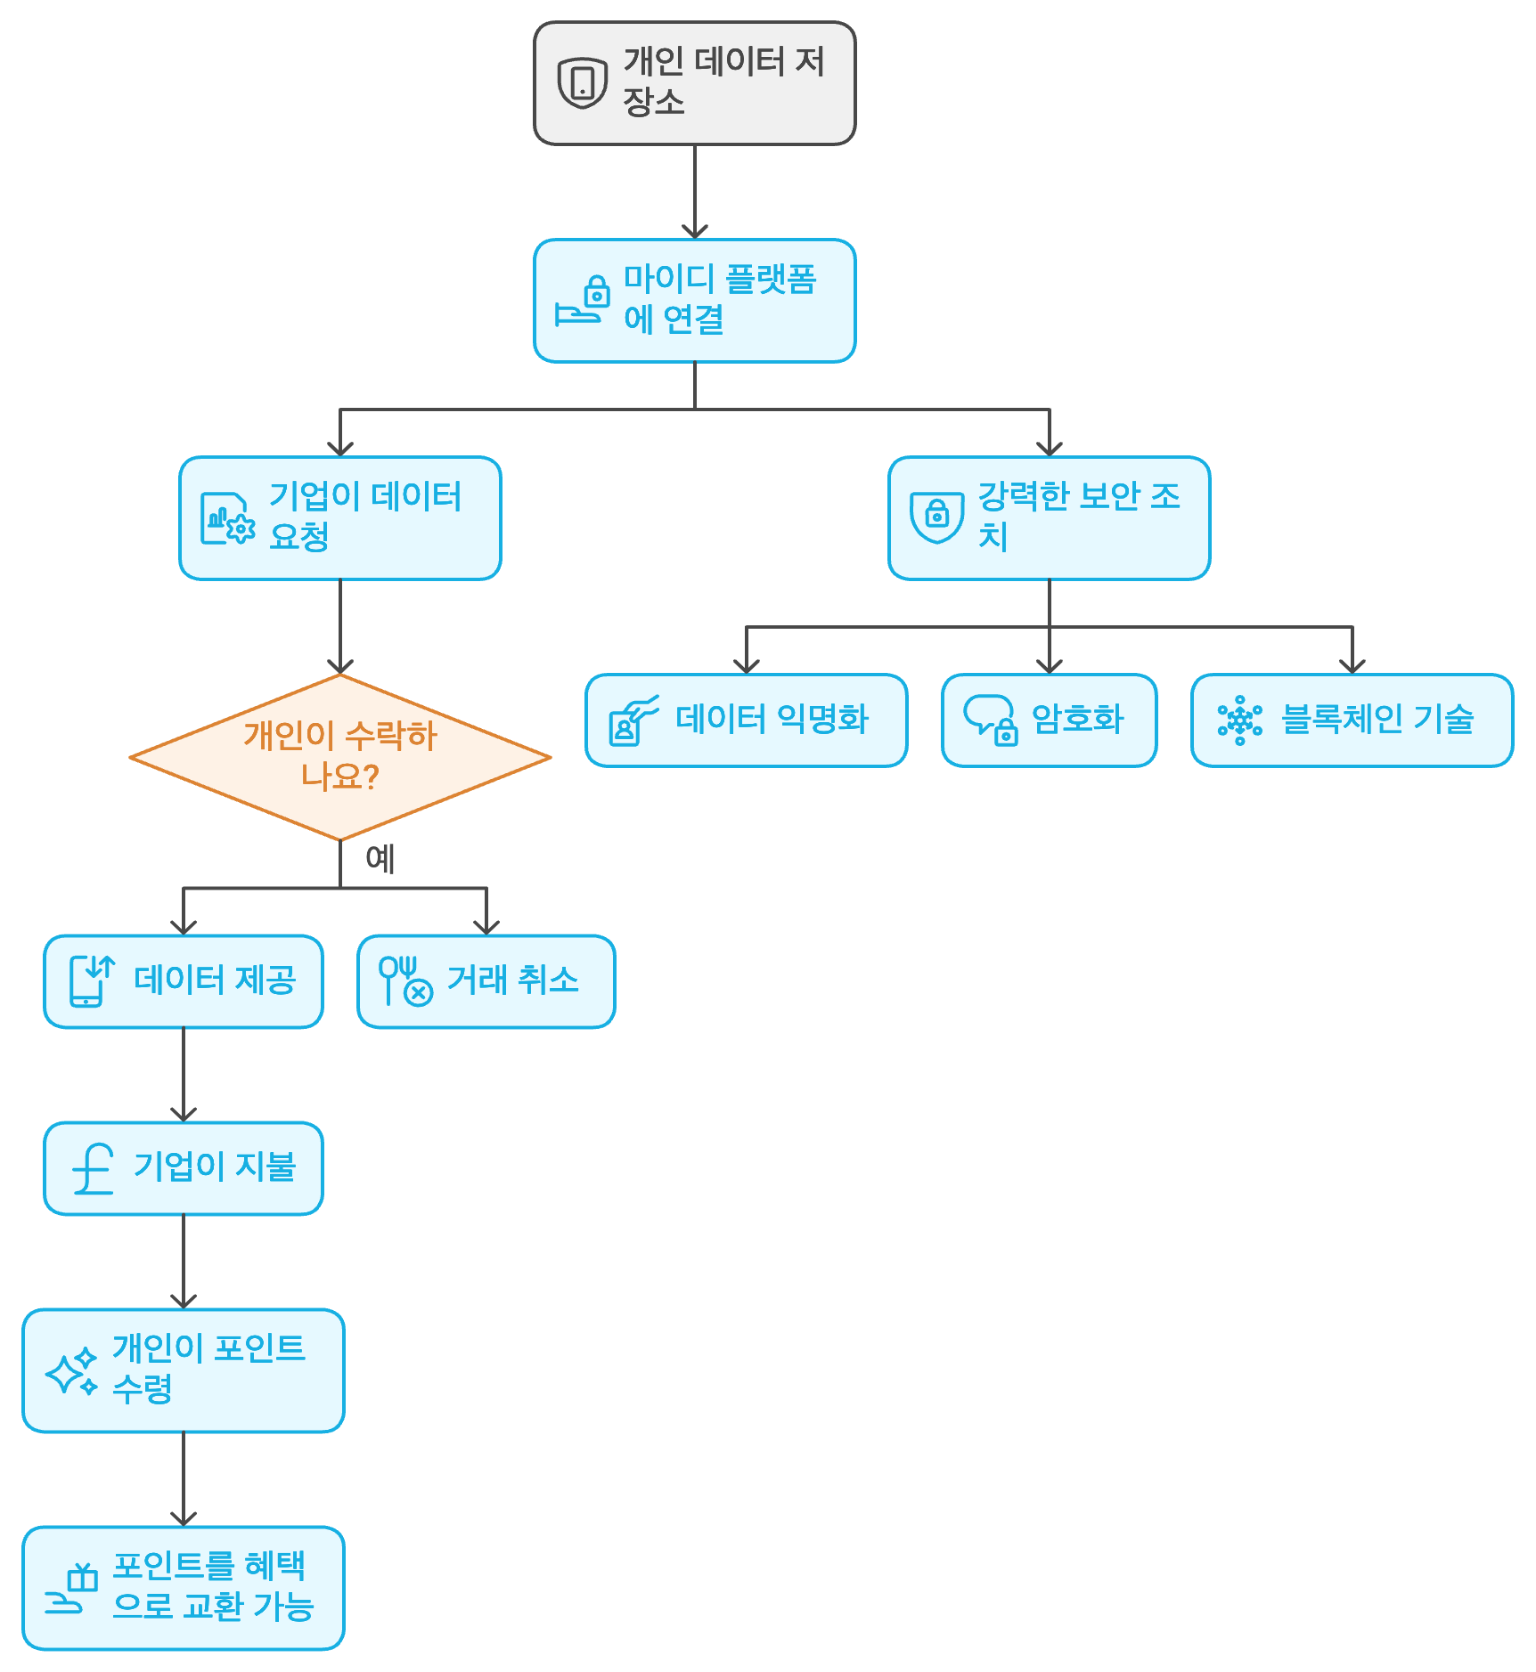 개인 데이터 저
장소
마이디 플랫폼
에 연결
기업이 데이터
요청
강력한 보안 조
치
개인이 수락하
나요?
데이터 익명화
암호화
블록체인 기술
예
데이터 제공
거래 취소
기업이 지불
개인이 포인트
수령
포인트를 혜택
으로 교환 가능